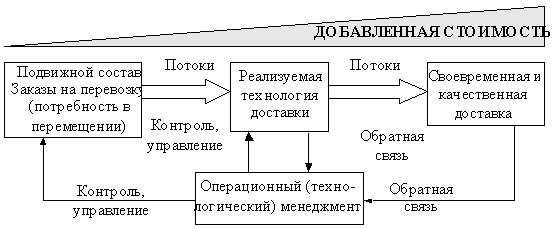 ДОБАВЛЕННАЯ СТОИМОСТЬ
Подвижной состав
Заказы на перевозку
(потребность в
перемещении)
Потоки
Реализуемая
технология
доставки
Потоки
Своевременная и
качественная
доставка
Контроль,
управление
Обратная
связь
Контроль,
управление
Операционный (техно-
логический) менеджмент
Обратная
связь